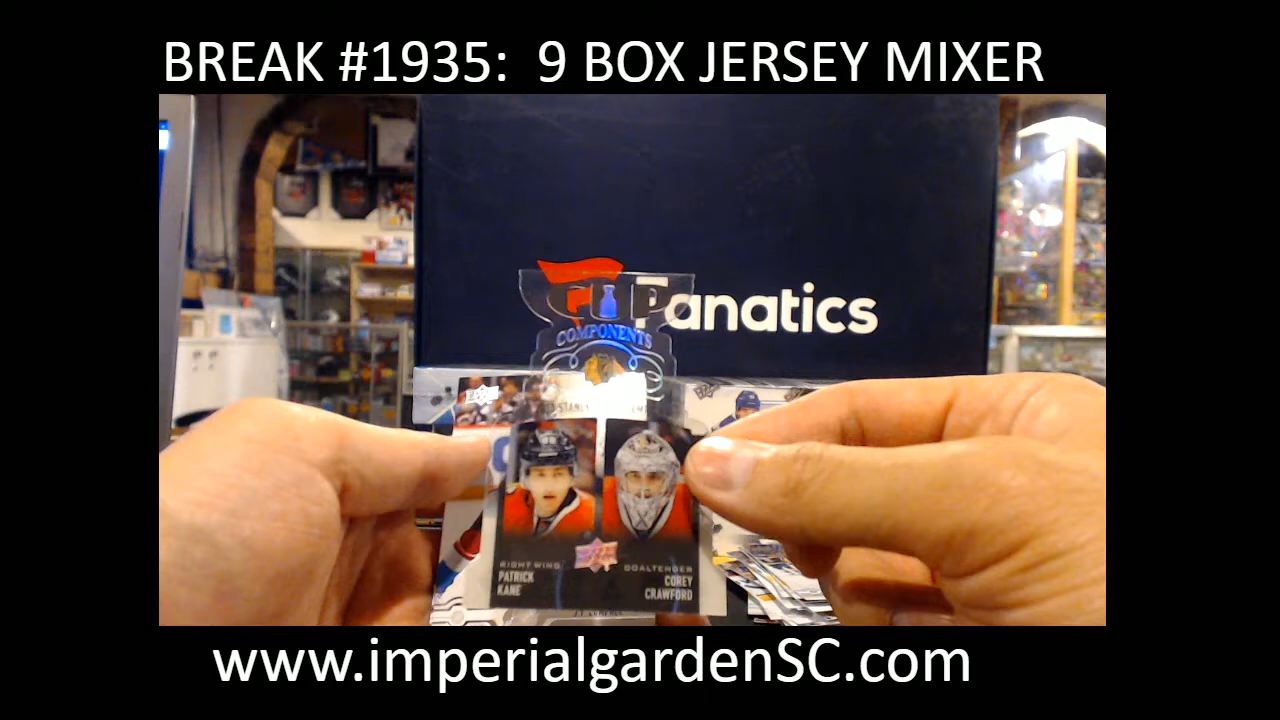 BREAK #1935:  9 BOX JERSEY MIXER
Fanatics
CUP
COMPONENTS
RIGHT WING
PATRICK
KANE
GOALTENDER
COREY
CRAWFORD
www.imperialgardenSC.com